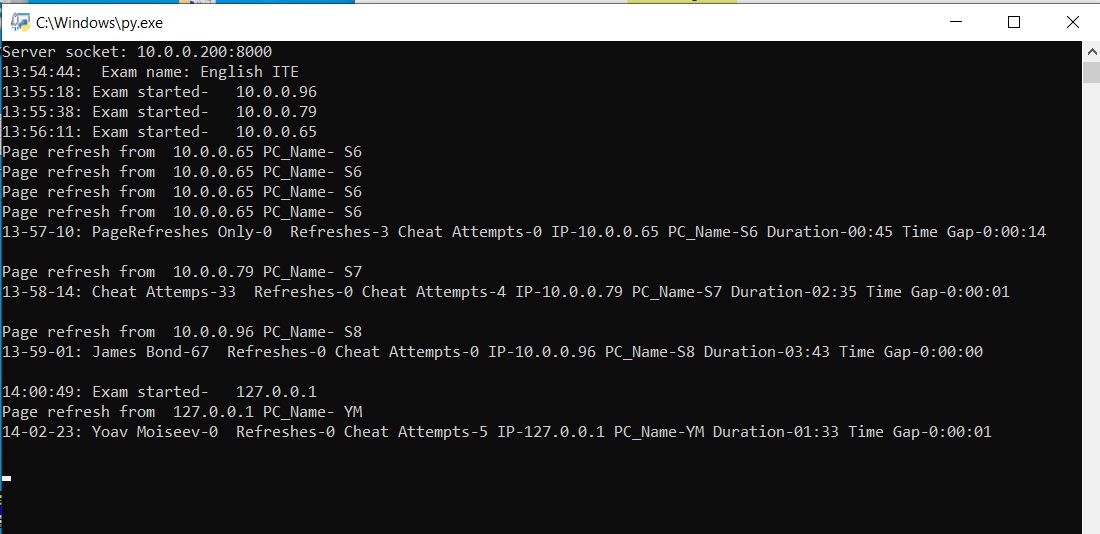 C:\Windows\py.exe
Server socket: 10.0.0.200:8000
13:54:44:  Exam name: English ITE
13:55:18: Exam started-   10.0.0.96
13:55:38: Exam started-   10.0.0.79
13:56:11: Exam started-   10.0.0.65
Page refresh from  10.0.0.65 PC_Name- S6
Page refresh from  10.0.0.65 PC_Name- S6
Page refresh from  10.0.0.65 PC_Name- S6
Page refresh from  10.0.0.65 PC_Name- S6
13-57-10: PageRefreshes Only-0  Refreshes-3 Cheat Attempts-0 IP-10.0.0.65 PC_Name-S6 Duration-00:45 Time Gap-0:00:14
Page refresh from  10.0.0.79 PC_Name- S7
13-58-14: Cheat Attemps-33  Refreshes-0 Cheat Attempts-4 IP-10.0.0.79 PC_Name-S7 Duration-02:35 Time Gap-0:00:01
Page refresh from  10.0.0.96 PC_Name- S8
13-59-01: James Bond-67  Refreshes-0 Cheat Attempts-0 IP-10.0.0.96 PC_Name-S8 Duration-03:43 Time Gap-0:00:00
14:00:49: Exam started-   127.0.0.1
Page refresh from  127.0.0.1 PC_Name- YM
14-02-23: Yoav Moiseev-0  Refreshes-0 Cheat Attempts-5 IP-127.0.0.1 PC_Name-YM Duration-01:33 Time Gap-0:00:01